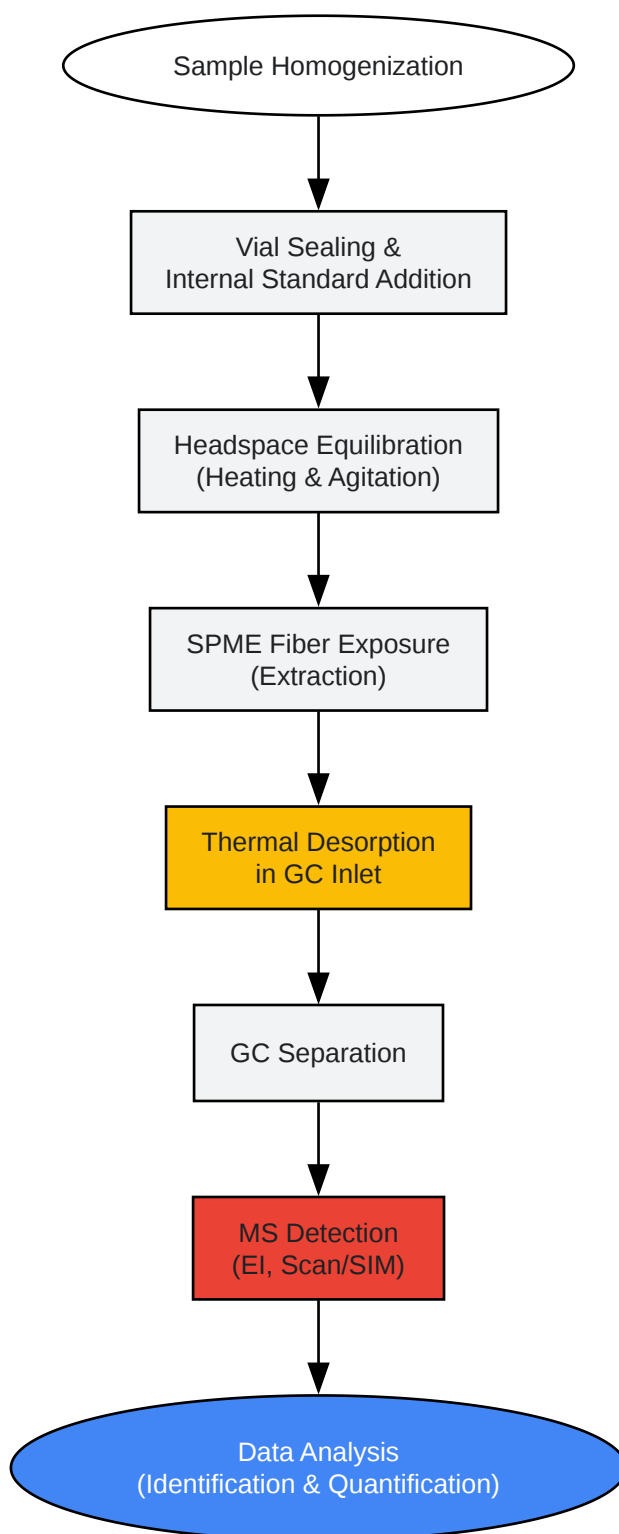 Sample Homogenization
Vial Sealing &
Internal Standard Addition
Headspace Equilibration
(Heating & Agitation)
SPME Fiber Exposure
(Extraction)
Thermal Desorption
in GC Inlet
GC Separation
MS Detection
(EI, Scan/SIM)
Data Analysis
(Identification & Quantification)